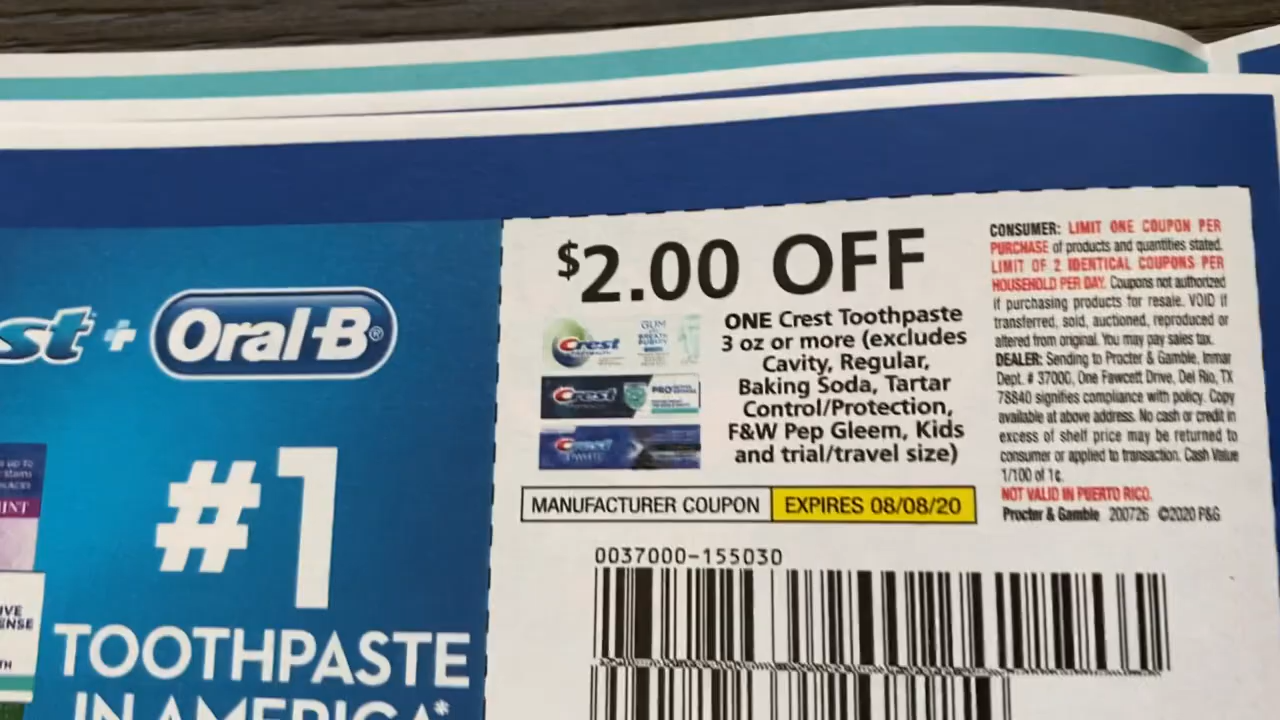 st + Oral-B®
#1
TOOTHPASTE
IN AMERICA*
MINT
$2.00 OFF
Crest
Crest
PRO
Crest
ONE Crest Toothpaste
3 oz or more (excludes
Cavity, Regular,
Baking Soda, Tartar
Control/Protection,
F&W Pep Gleem, Kids
and trial/travel size)
MANUFACTURER COUPON
EXPIRES 08/08/20
0037000-155030
CONSUMER: LIMIT ONE COUPON PER
PURCHASE of products and quantities stated.
LIMIT OF 2 IDENTICAL COUPONS PER
HOUSEHOLD PER DAY. Coupons not authorized
if purchasing products for resale. VOID if
transferred, sold, auctioned, reproduced or
altered from original. You may pay sales tax.
DEALER: Sending to Procter & Gamble, Inmar
Dept. # 37000, One Fawcett Drive, Del Rio, TX
78840 signifies compliance with policy. Copy
available at above address. No cash or credit in
excess of shelf price may be returned to
consumer or applied to transaction. Cash Value
1/100 of 1¢.
NOT VALID IN PUERTO RICO.
Procter & Gamble 200726 ©2020 P&G